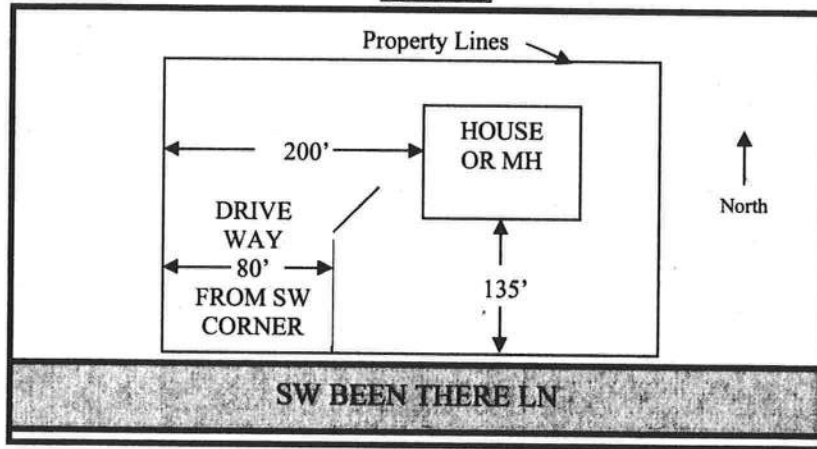 Property Lines
HOUSE
OR MH
200'
North
DRIVE
WAY
80'
FROM SW
CORNER
135'
SW BEEN THERE LN